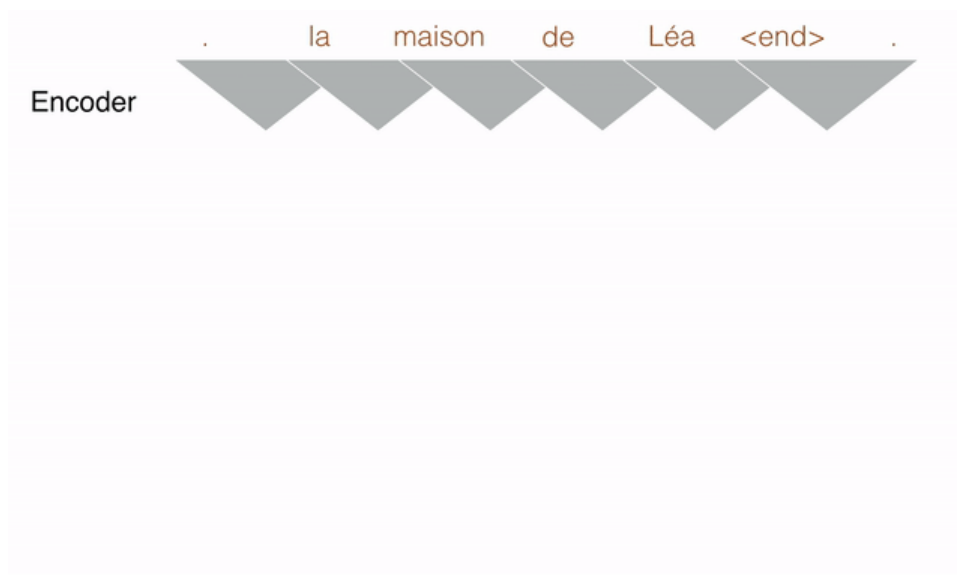 . la maison de Léa <end> .
Encoder